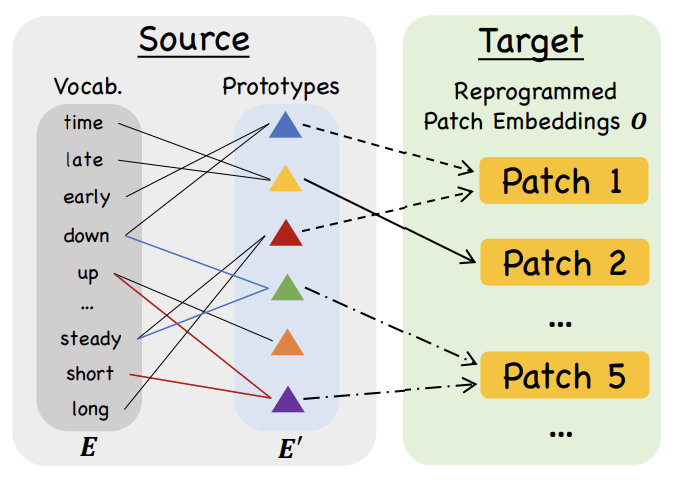 Source
Target
Vocab.
Prototypes
Reprogrammed
Patch Embeddings O
time
late
early
down
up
...
steady
short
long
E
E′
Patch 1
Patch 2
...
Patch 5
...